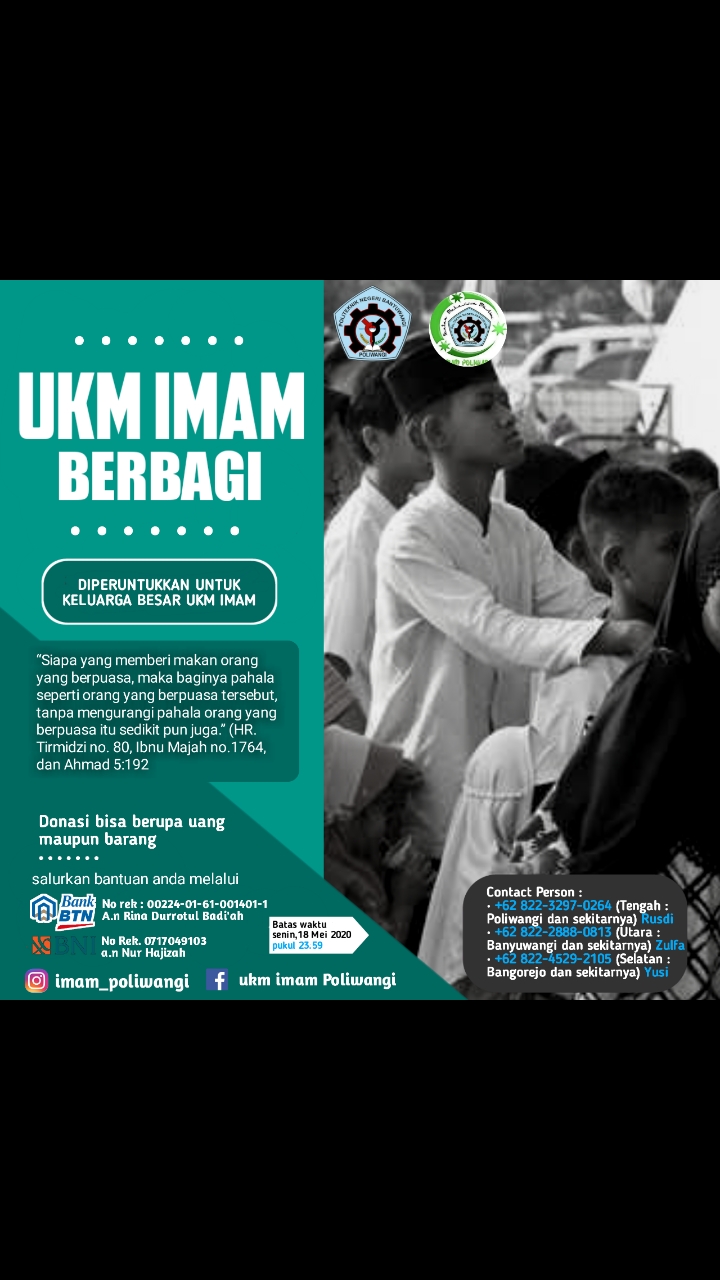 POLITEKNIK NEGERI BANYUWANGI
POLIWANGI
UKM IMAM
BERBAGI
DIPERUNTUKKAN UNTUK
KELUARGA BESAR UKM IMAM
“Siapa yang memberi makan orang
yang berpuasa, maka baginya pahala
seperti orang yang berpuasa tersebut,
tanpa mengurangi pahala orang yang
berpuasa itu sedikit pun juga.” (HR.
Tirmidzi no. 80, Ibnu Majah no.1764,
dan Ahmad 5:192
Donasi bisa berupa uang
maupun barang
salurkan bantuan anda melalui
Bank
BTN
No rek : 00224-01-61-001401-1
A.n Rina Durrotul Badi'ah
BNI
No Rek. 0717049103
a.n Nur Hajizah
Batas waktu
senin,18 Mei 2020
pukul 23.59
imam_poliwangi
ukm imam Poliwangi
Contact Person :
• +62 822-3297-0264 (Tengah :
Poliwangi dan sekitarnya) Rusdi
• +62 822-2888-0813 (Utara :
Banyuwangi dan sekitarnya) Zulfa
• +62 822-4529-2105 (Selatan :
Bangorejo dan sekitarnya) Yusi